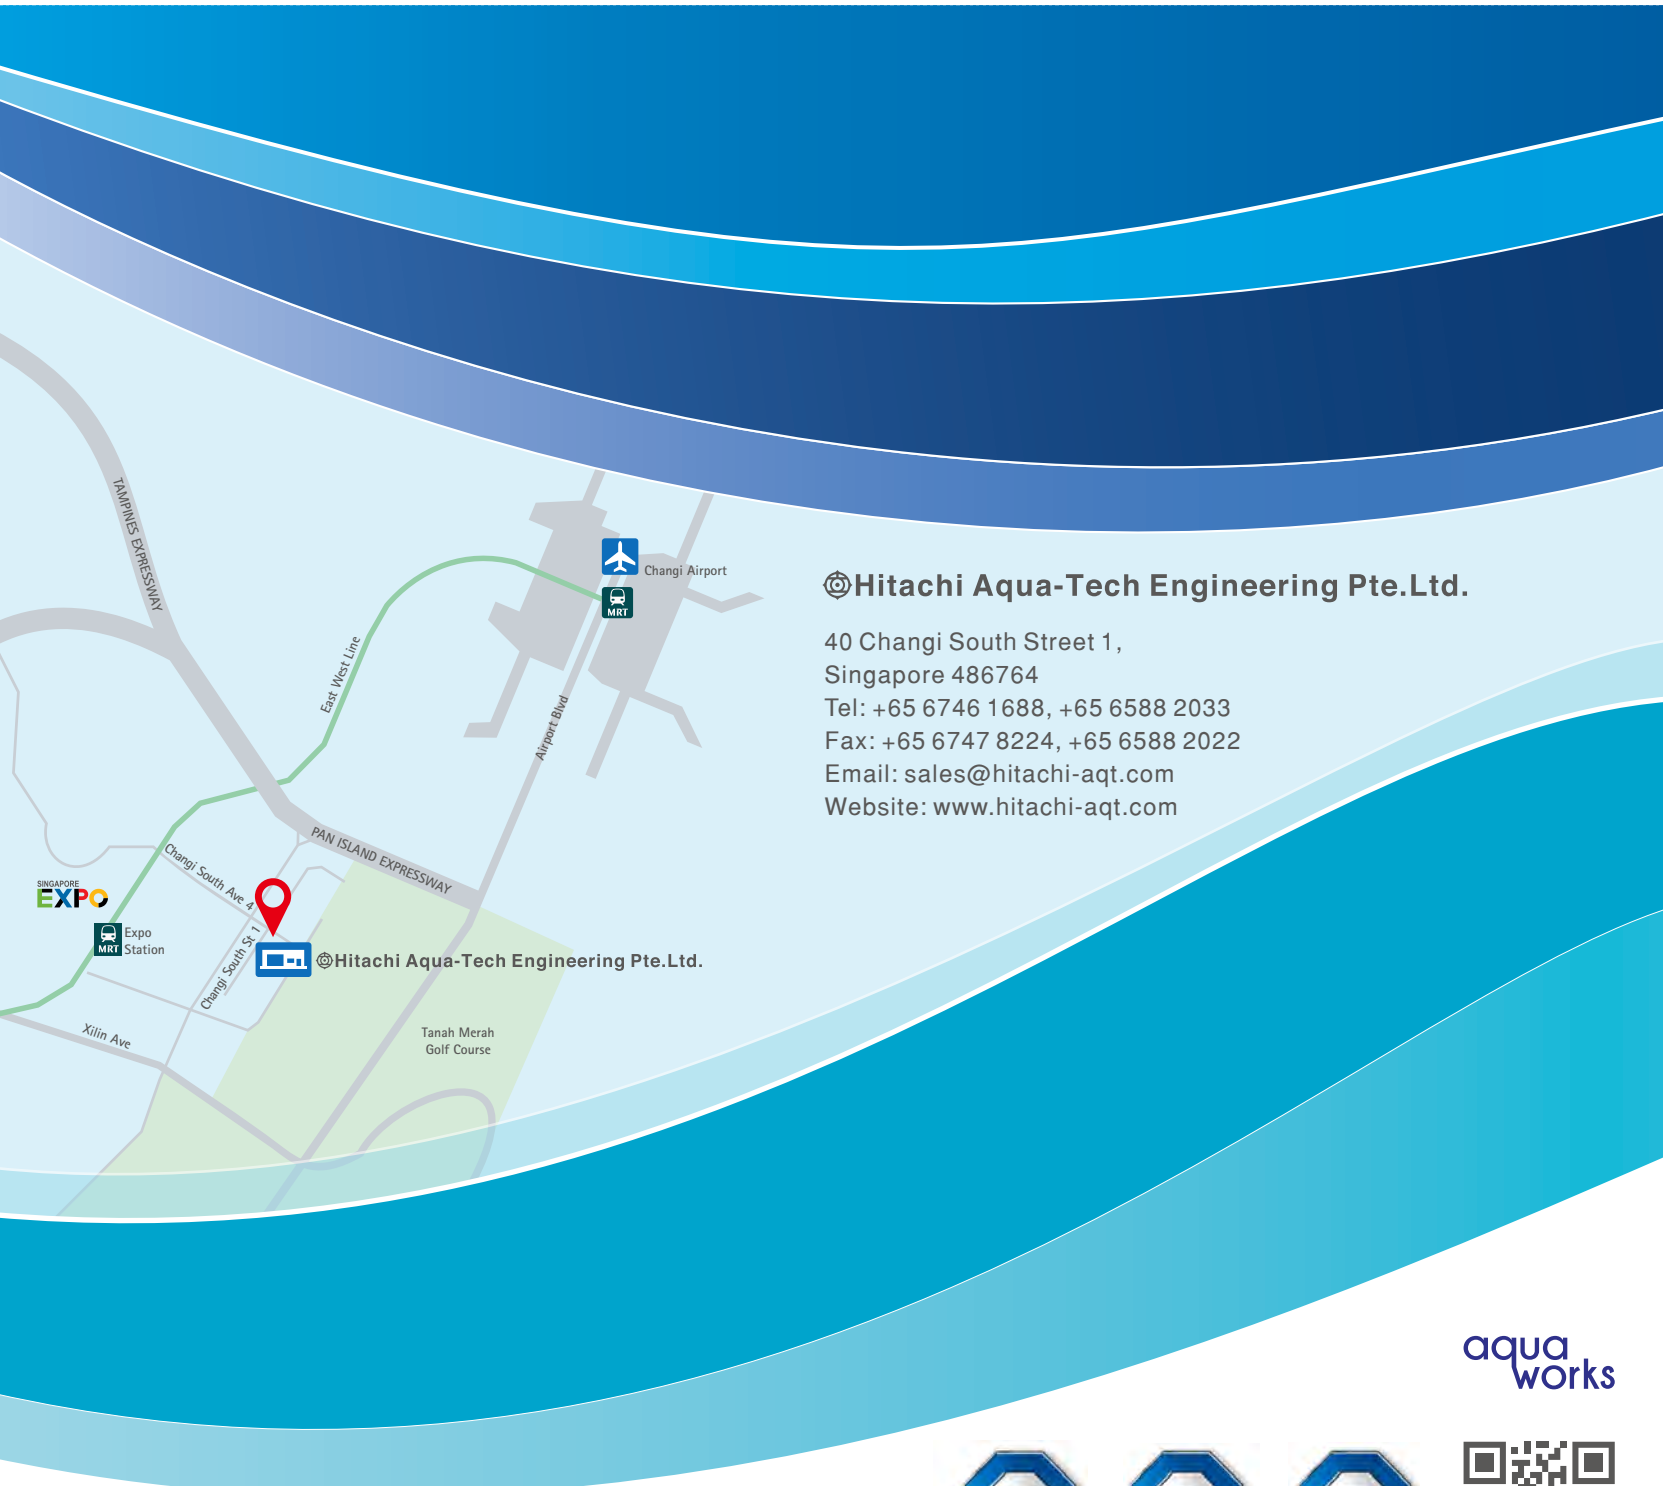 TAMPINES EXPRESSWAY
East West Line
Changi Airport
MRT
Airport Blvd
Hitachi Aqua-Tech Engineering Pte.Ltd.
40 Changi South Street 1,
Singapore 486764
Tel: +65 6746 1688, +65 6588 2033
Fax: +65 6747 8224, +65 6588 2022
Email: sales@hitachi-aqt.com
Website: www.hitachi-aqt.com
PAN ISLAND EXPRESSWAY
Changi South Ave 4
SINGAPORE
EXPO
MRT
Expo
Station
Changi South St 1
Hitachi Aqua-Tech Engineering Pte.Ltd.
Xilin Ave
Tanah Merah
Golf Course
aqua
works